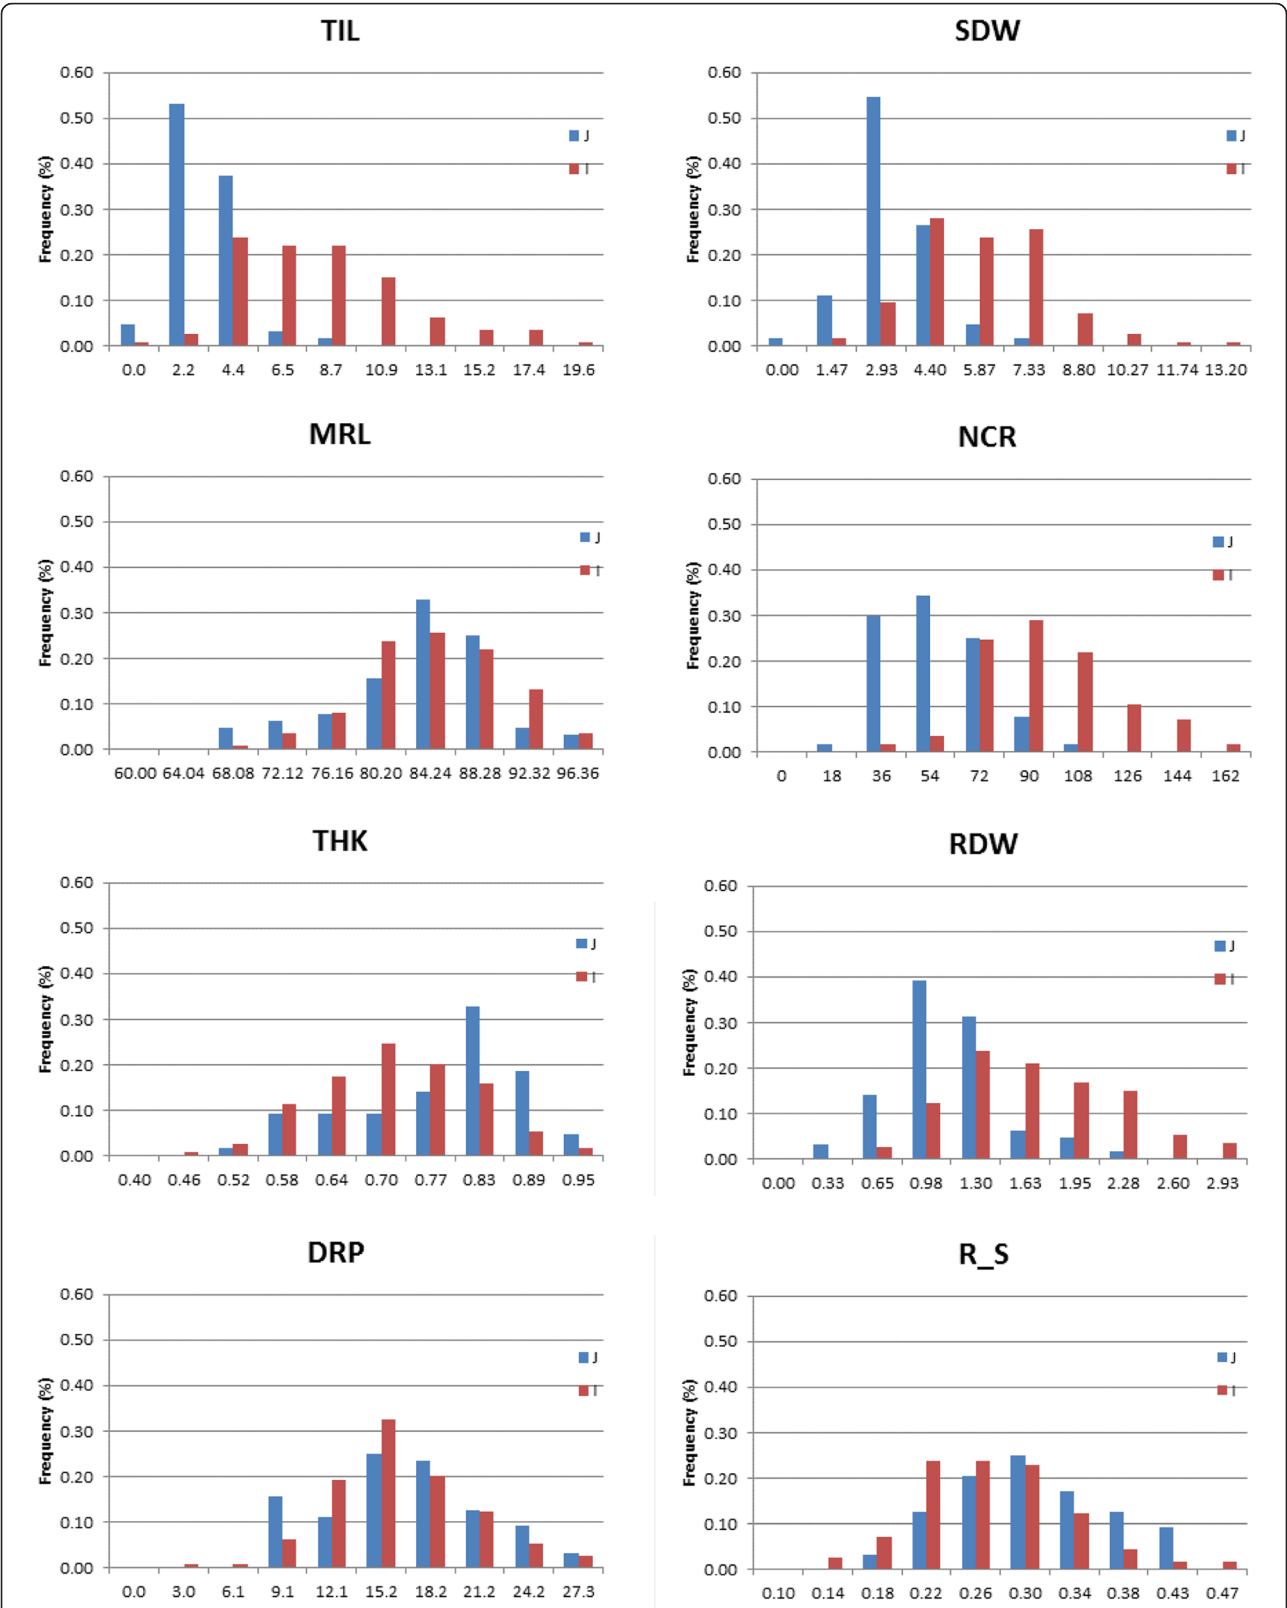 TIL
0.60
0.50
0.40
0.30
0.20
0.10
0.00
Frequency (%)
J
I
0.0 2.2 4.4 6.5 8.7 10.9 13.1 15.2 17.4 19.6
SDW
0.60
0.50
0.40
0.30
0.20
0.10
0.00
Frequency (%)
J
I
0.00 1.47 2.93 4.40 5.87 7.33 8.80 10.27 11.74 13.20
MRL
0.60
0.50
0.40
0.30
0.20
0.10
0.00
Frequency (%)
J
I
60.00 64.04 68.08 72.12 76.16 80.20 84.24 88.28 92.32 96.36
NCR
0.60
0.50
0.40
0.30
0.20
0.10
0.00
Frequency (%)
J
I
0 18 36 54 72 90 108 126 144 162
THK
0.60
0.50
0.40
0.30
0.20
0.10
0.00
Frequency (%)
J
I
0.40 0.46 0.52 0.58 0.64 0.70 0.77 0.83 0.89 0.95
RDW
0.60
0.50
0.40
0.30
0.20
0.10
0.00
Frequency (%)
J
I
0.00 0.33 0.65 0.98 1.30 1.63 1.95 2.28 2.60 2.93
DRP
0.60
0.50
0.40
0.30
0.20
0.10
0.00
Frequency (%)
J
I
0.0 3.0 6.1 9.1 12.1 15.2 18.2 21.2 24.2 27.3
R_S
0.60
0.50
0.40
0.30
0.20
0.10
0.00
Frequency (%)
J
I
0.10 0.14 0.18 0.22 0.26 0.30 0.34 0.38 0.43 0.47